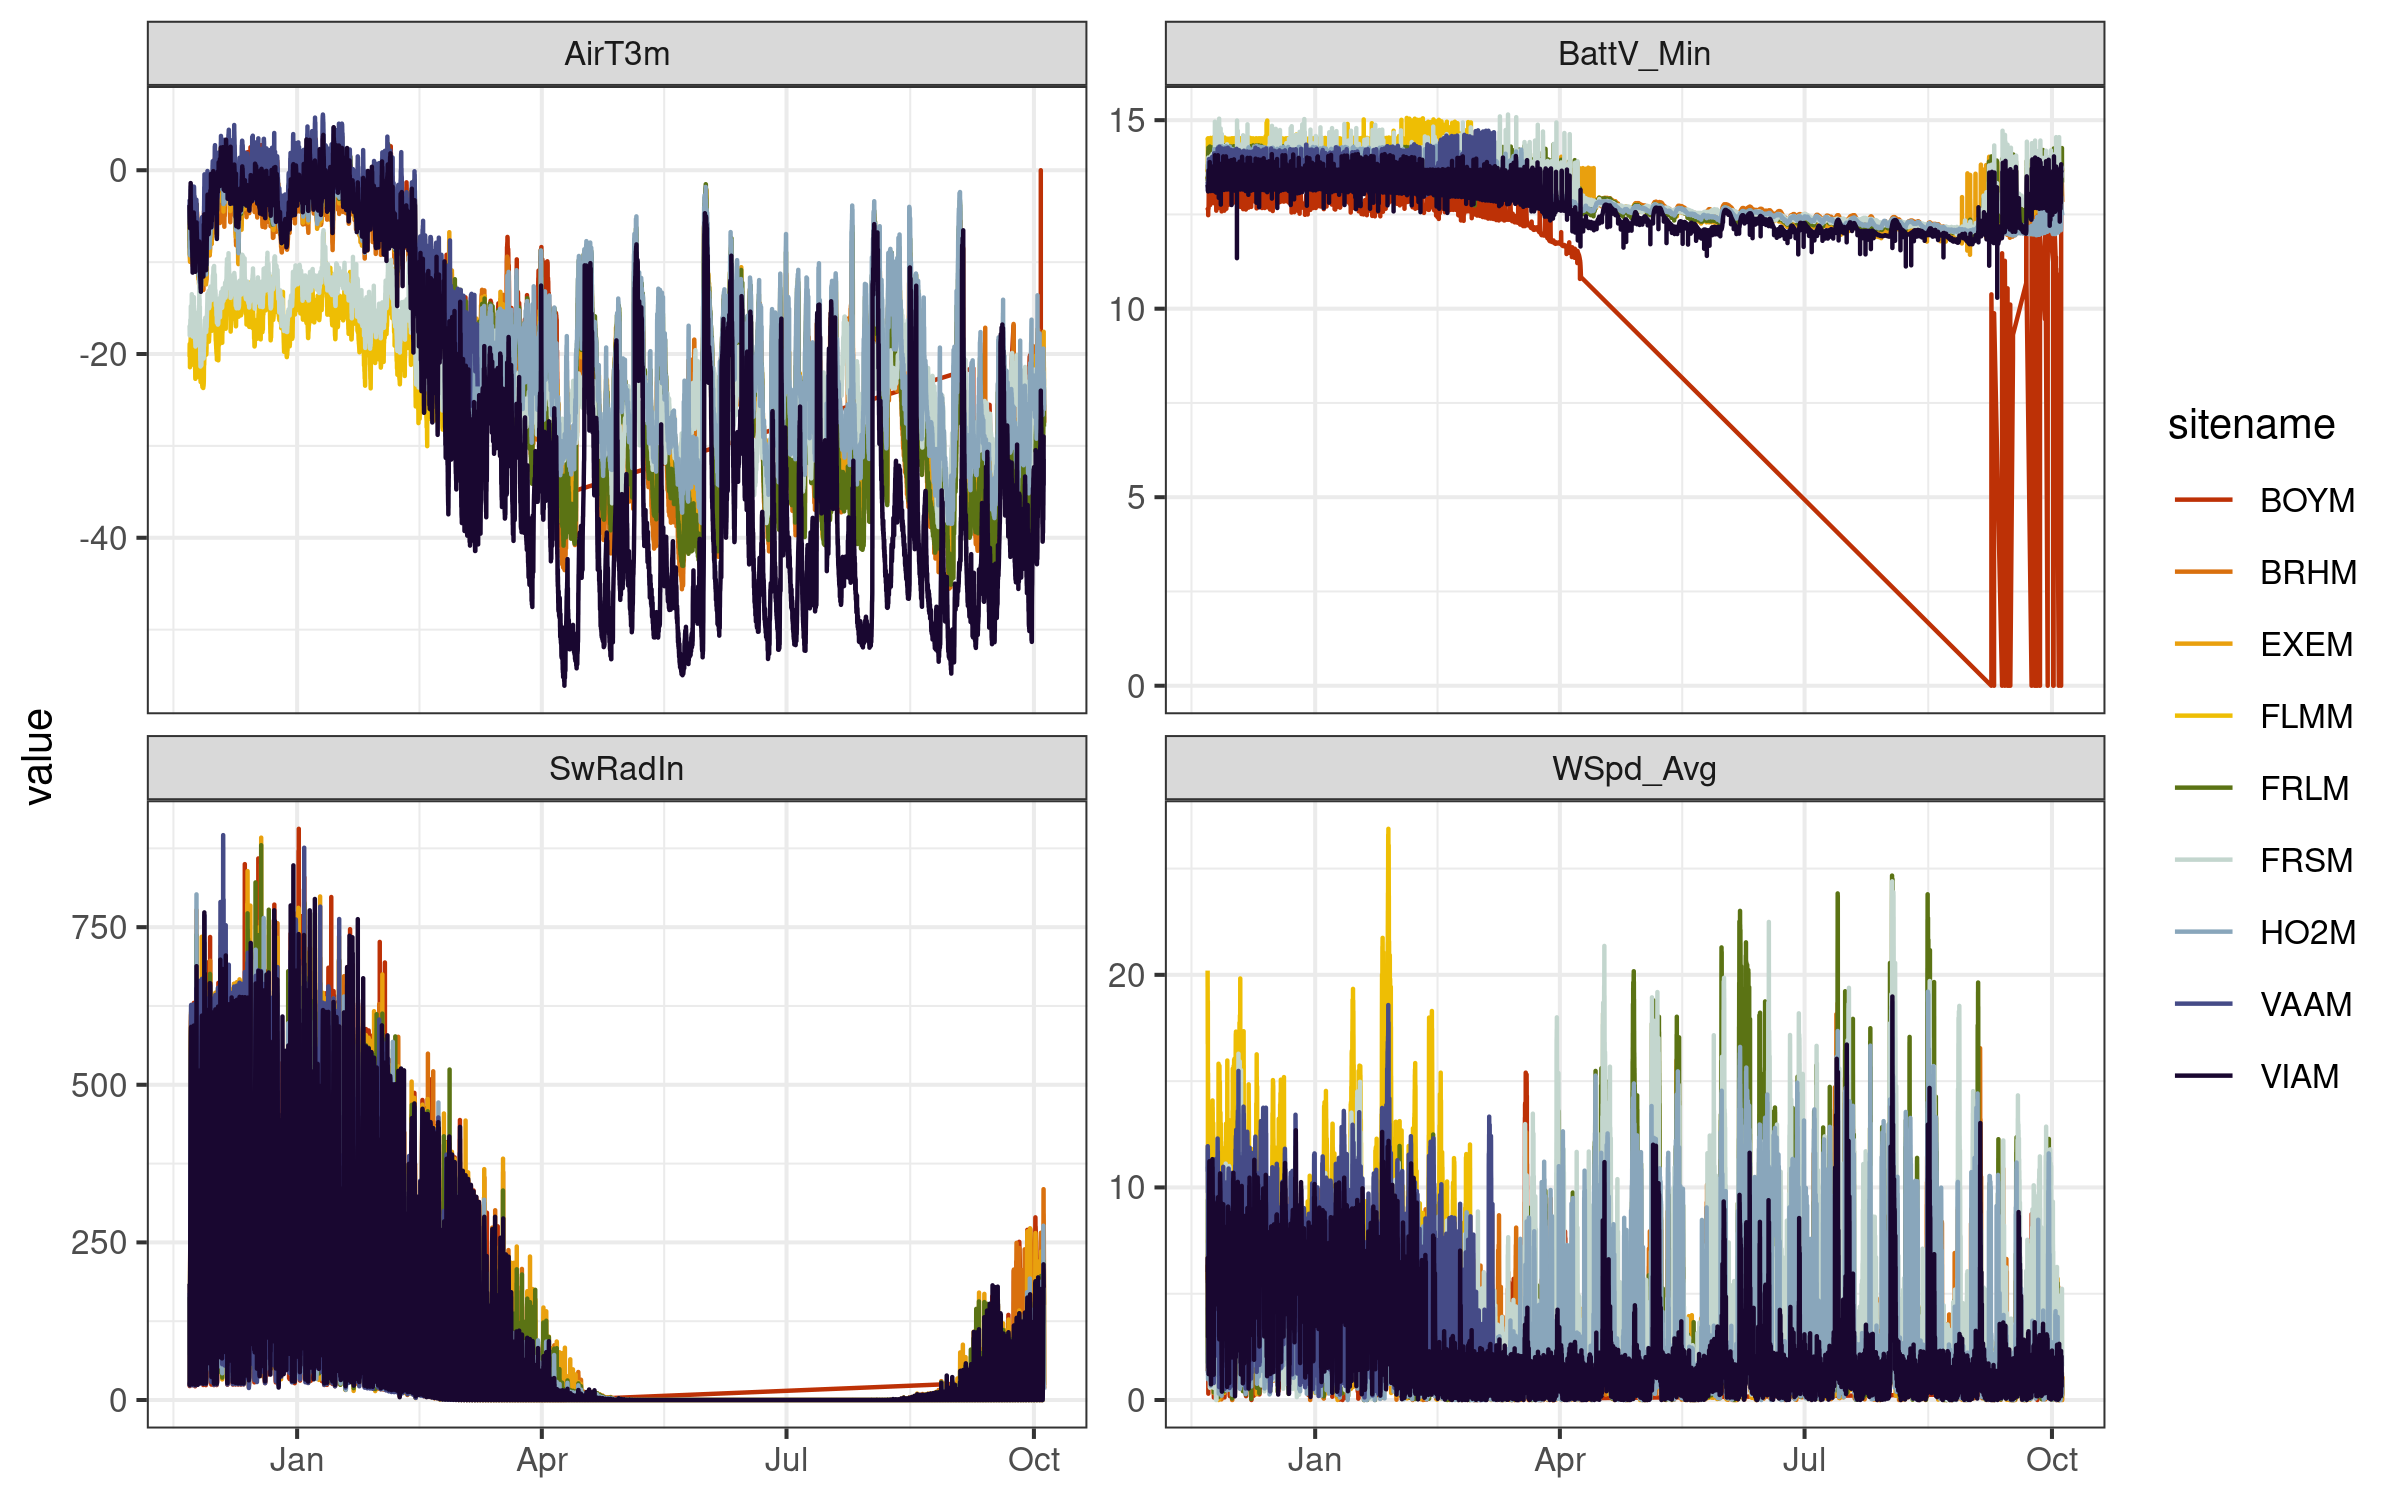 AirT3m
BattV_Min
0
-20
-40
15
10
5
0
SwRadIn
WSpd_Avg
750
500
250
0
20
10
0
Jan Apr Jul Oct
Jan Apr Jul Oct
value
sitename
BOYM
BRHM
EXEM
FLMM
FRLM
FRSM
HO2M
VAAM
VIAM